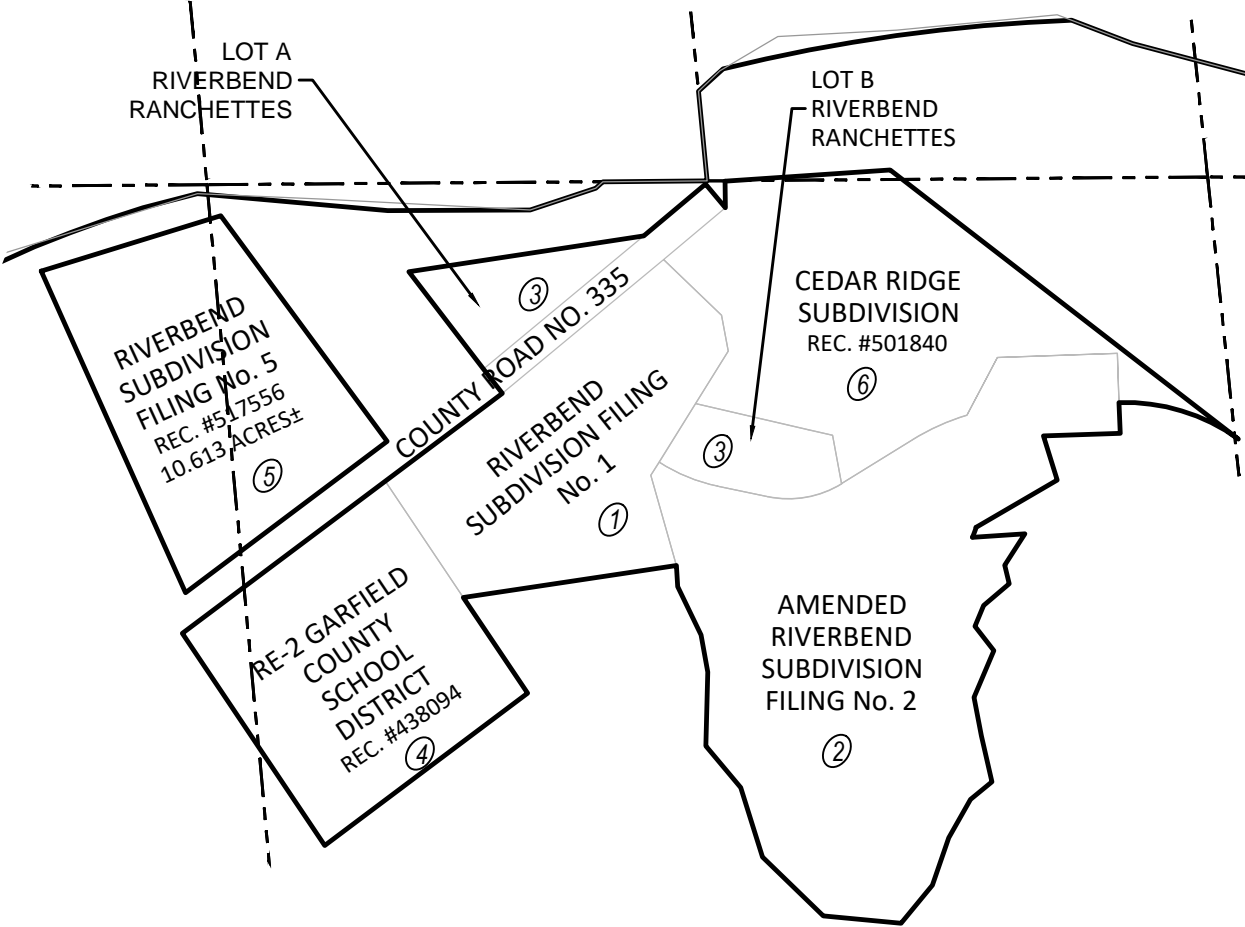 LOT A
RIVERBEND
RANCHETTES
LOT B
RIVERBEND
RANCHETTES
3
COUNTY ROAD NO. 335
CEDAR RIDGE
SUBDIVISION
REC. #501840
6
RIVERBEND
SUBDIVISION
FILING No. 5
REC. #517556
10.613 ACRES±
5
RIVERBEND
SUBDIVISION FILING
No. 1
1
3
RE-2 GARFIELD
COUNTY
SCHOOL
DISTRICT
REC. #438094
4
AMENDED
RIVERBEND
SUBDIVISION
FILING No. 2
2